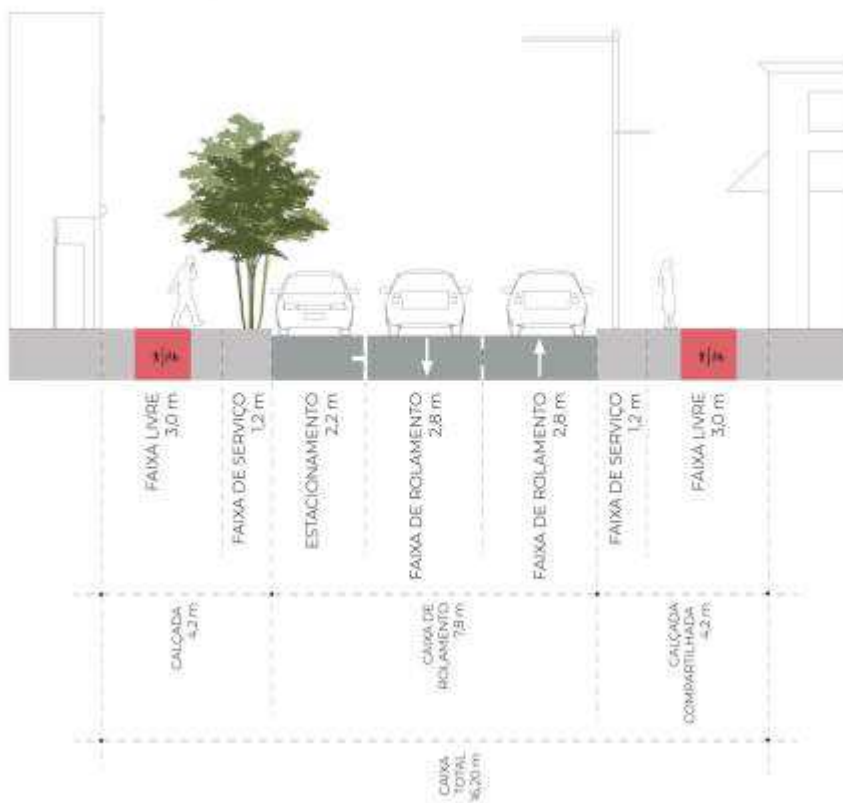 FAIXA LIVRE
3,0 m
FAIXA DE SERVIÇO
1,2 m
ESTACIONAMENTO
2,2 m
FAIXA DE ROLAMENTO
2,8 m
FAIXA DE ROLAMENTO
2,8 m
FAIXA DE SERVIÇO
1,2 m
FAIXA LIVRE
3,0 m
CALÇADA
4,2 m
CAIXA DE
ROLAMENTO
7,8 m
CALÇADA
COMPARTILHADA
4,2 m
CAIXA
TOTAL
16,20 m